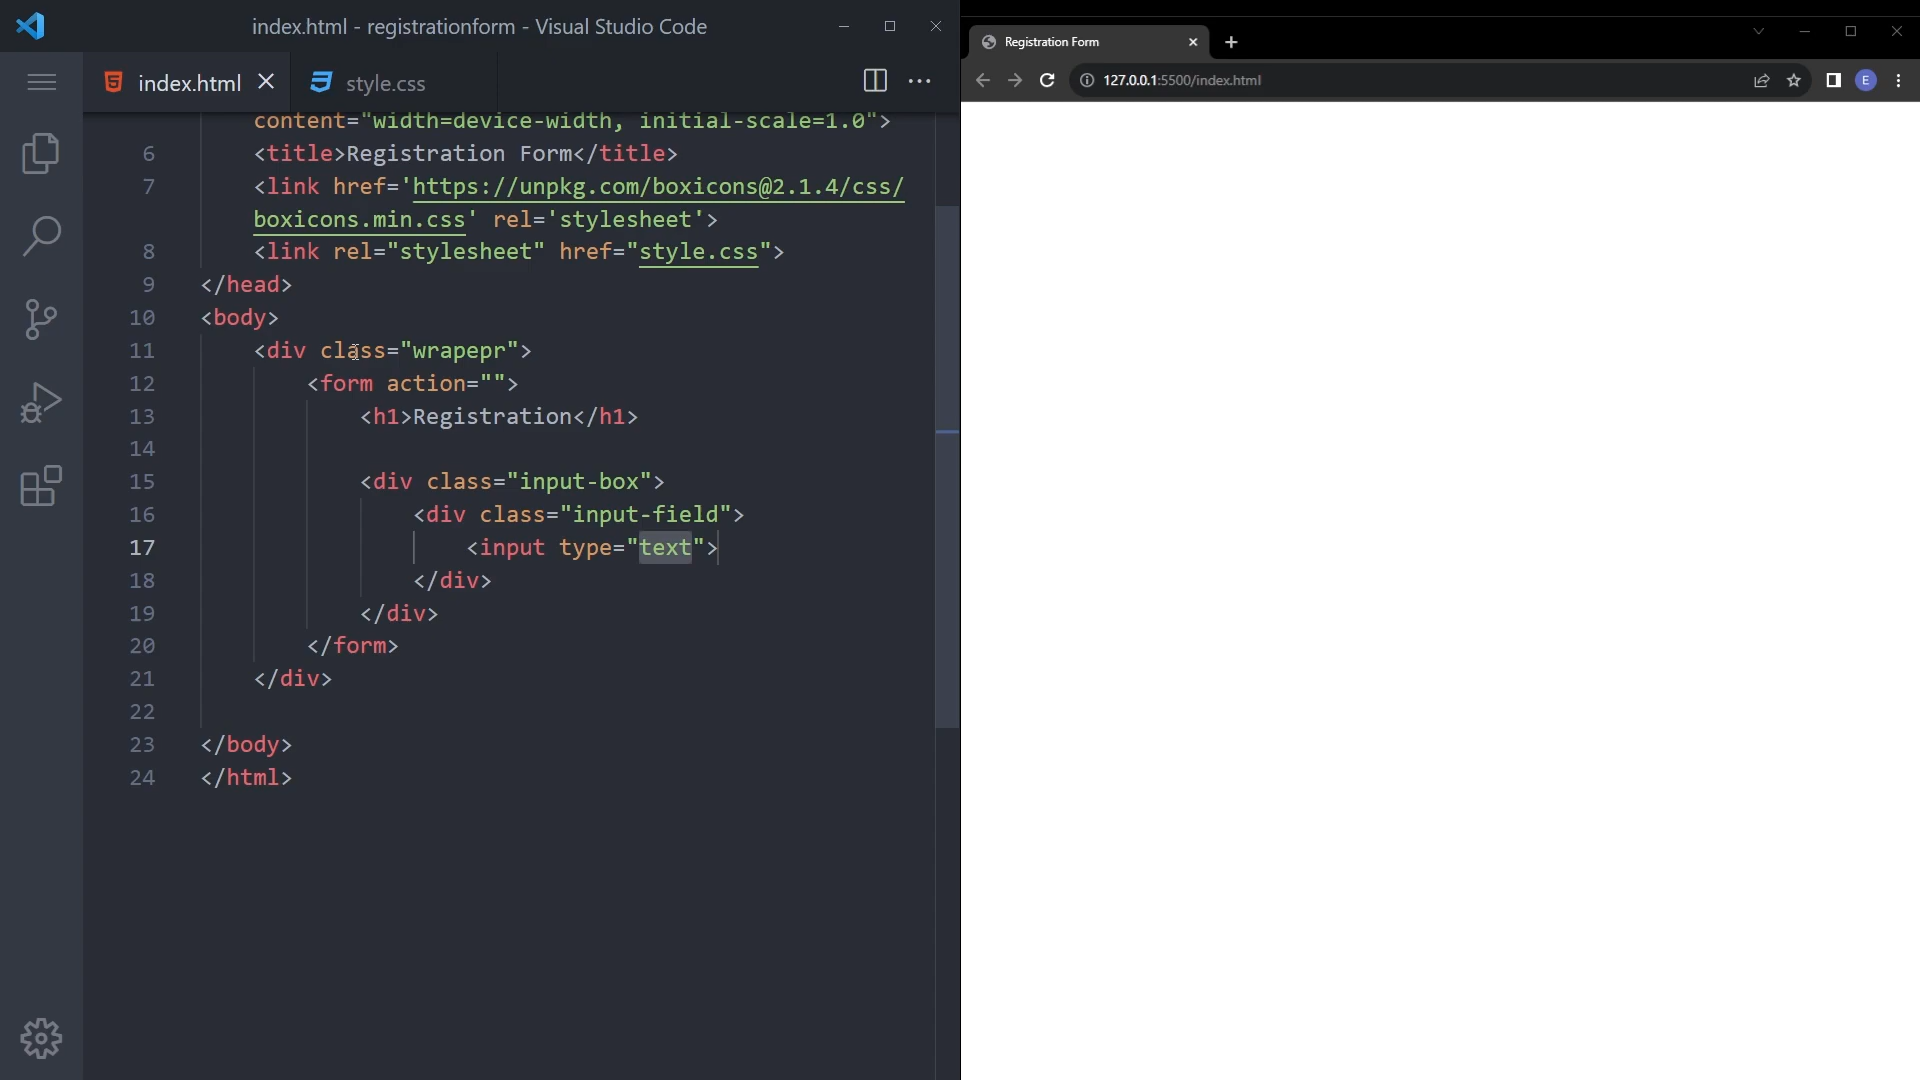 index.html - registrationform - Visual Studio Code
index.html
style.css
content="width=device-width, initial-scale=1.0">
6 <title>Registration Form</title>
7 <link href='https://unpkg.com/boxicons@2.1.4/css/
boxicons.min.css' rel='stylesheet'>
8 <link rel="stylesheet" href="style.css">
9 </head>
10 <body>
11 <div class="wrapepr">
12 <form action="">
13 <h1>Registration</h1>
14
15 <div class="input-box">
16 <div class="input-field">
17 <input type="text">
18 </div>
19 </div>
20 </form>
21 </div>
22
23 </body>
24 </html>
Registration Form
127.0.0.1:5500/index.html
E